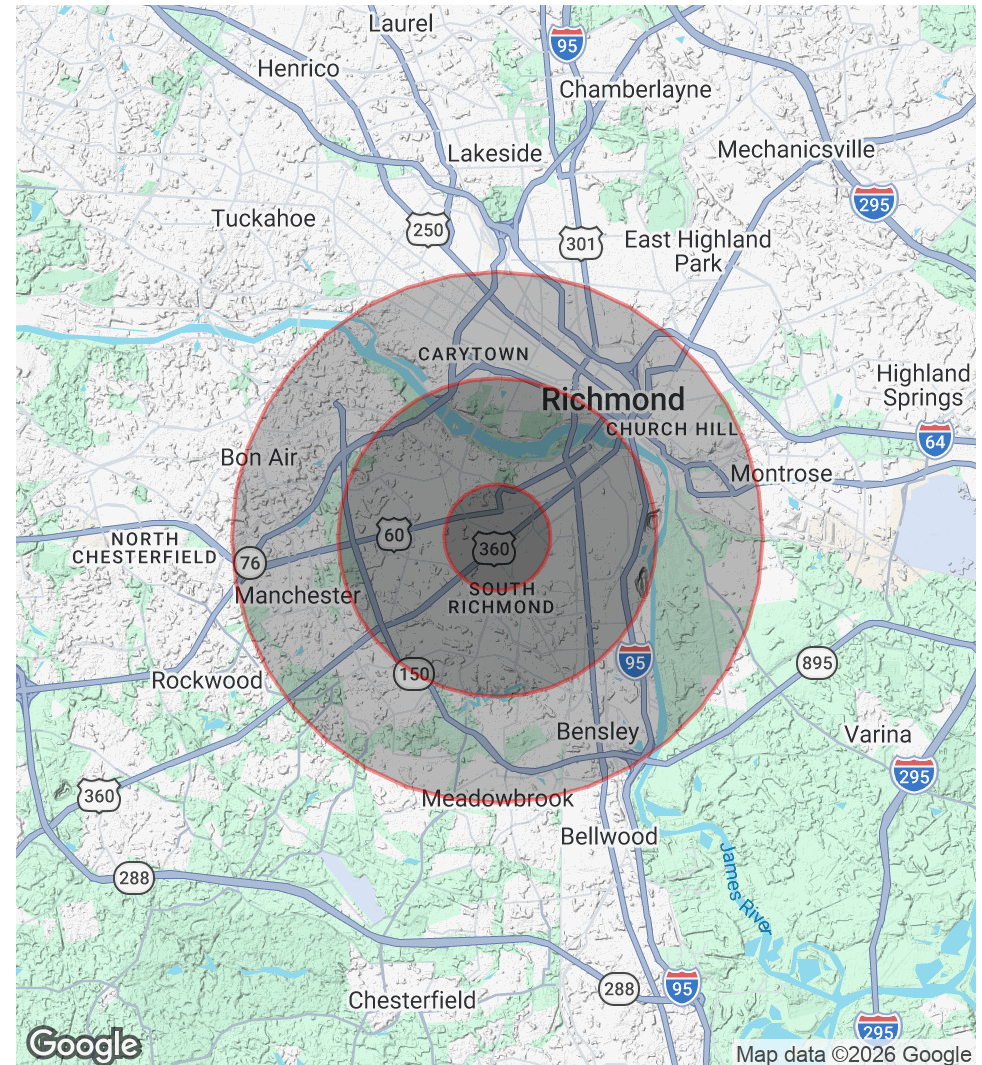 Laurel
95
Henrico
Chamberlayne
Lakeside
Mechanicsville
295
Tuckahoe
250
301
East Highland
Park
CARYTOWN
Richmond
Highland
Springs
CHURCH HILL
64
Bon Air
Montrose
NORTH
CHESTERFIELD
60
360
76
SOUTH
RICHMOND
Manchester
95
895
150
Rockwood
Bensley
Varina
295
360
Meadowbrook
Bellwood
James River
288
288
95
Chesterfield
295
Google
Map data ©2026 Google